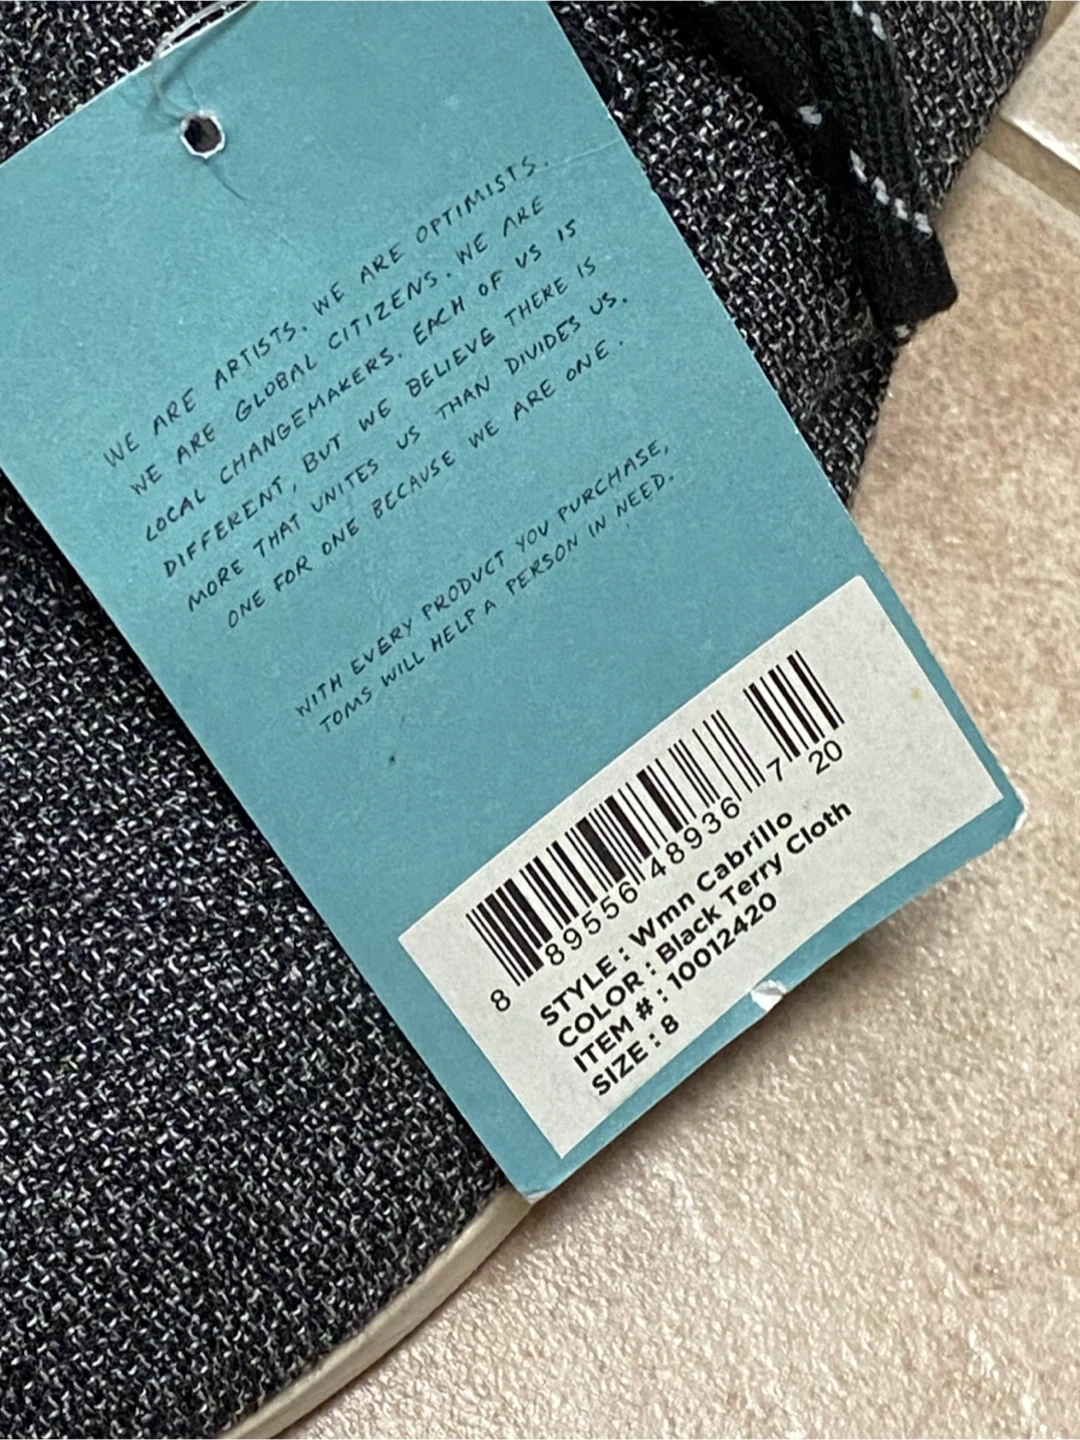 WE ARE ARTISTS. WE ARE OPTIMISTS.
WE ARE GLOBAL CITIZENS. WE ARE
LOCAL CHANGEMAKERS. EACH OF US IS
DIFFERENT, BUT WE BELIEVE THERE IS
MORE THAT UNITES US THAN DIVIDES US.
ONE FOR ONE BECAUSE WE ARE ONE.
WITH EVERY PRODUCT YOU PURCHASE,
TOMS WILL HELP A PERSON IN NEED.
8 89556 48936 7 20
STYLE : Wmn Cabrillo
COLOR : Black Terry Cloth
ITEM # : 10012420
SIZE : 8